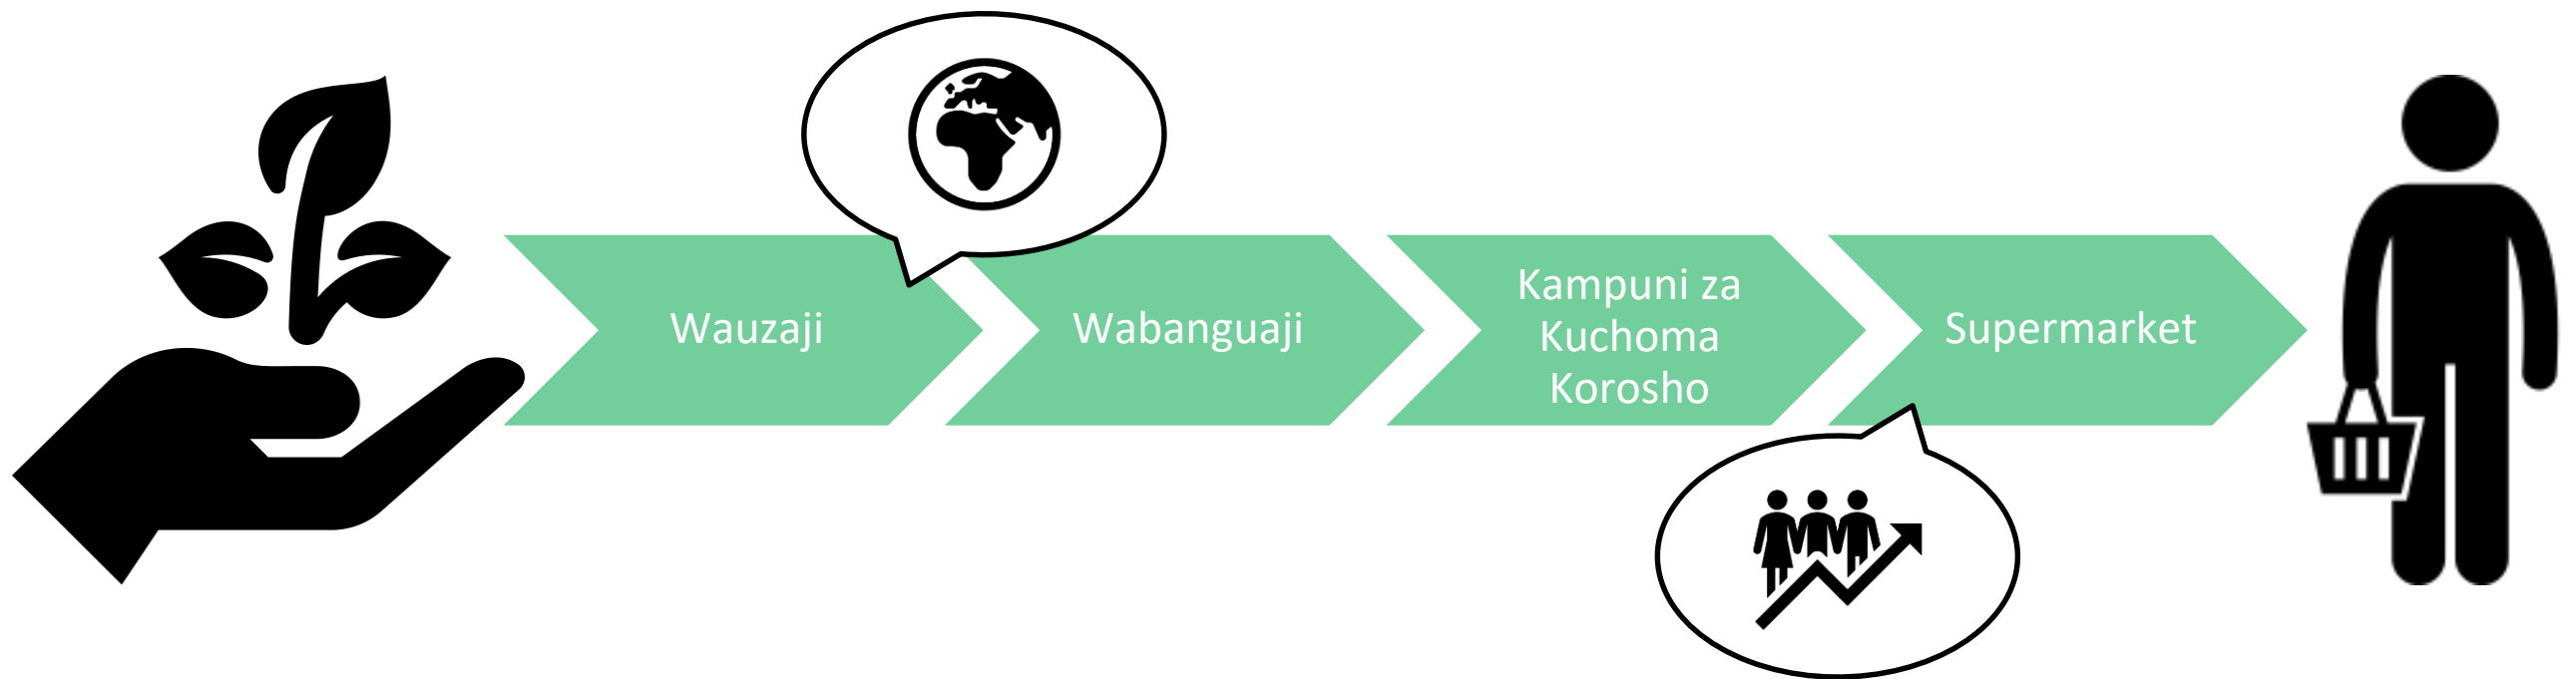 Wauzaji
Wabanguaji
Kampuni za
Kuchoma
Korosho
Supermarket